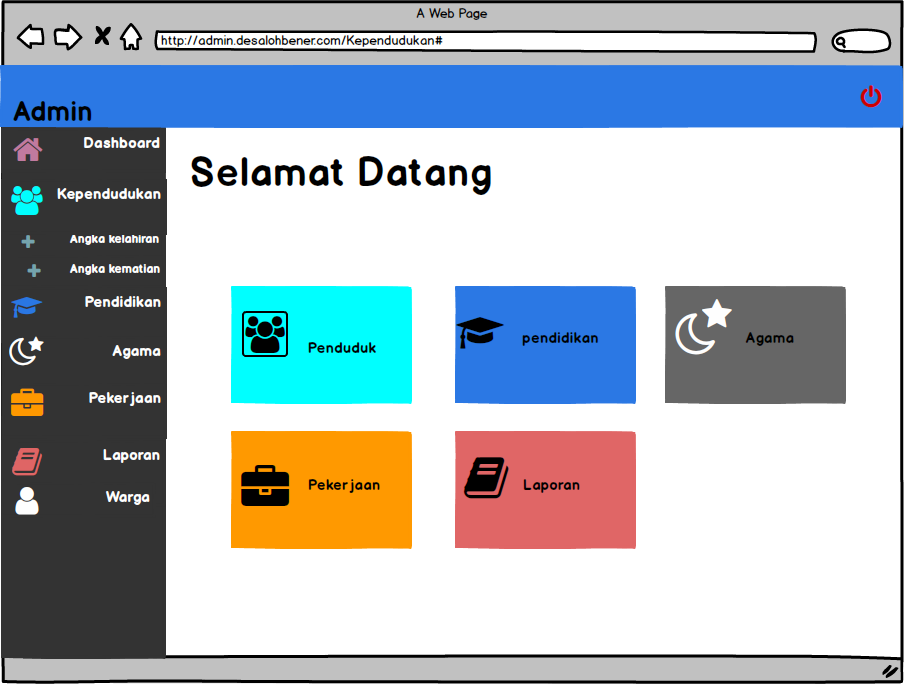 A Web Page
http://admin.desalohbener.com/Kependudukan#
Admin
Dashboard
Kependudukan
Angka kelahiran
Angka kematian
Pendidikan
Agama
Pekerjaan
Laporan
Warga
Selamat Datang
Penduduk
pendidikan
Agama
Pekerjaan
Laporan